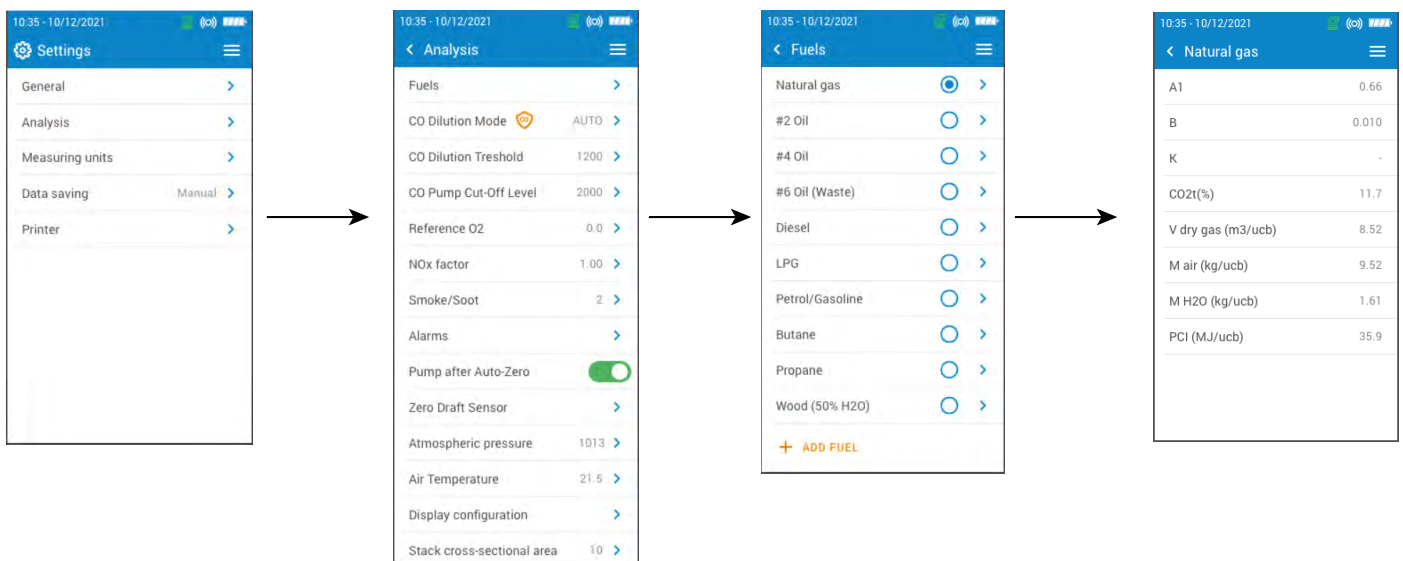 10:35 - 10/12/2021
Settings
General
Analysis
Measuring units
Data saving Manual
Printer
10:35 - 10/12/2021
Analysis
Fuels
CO Dilution Mode CO AUTO
CO Dilution Treshold 1200
CO Pump Cut-Off Level 2000
Reference O2 0.0
NOx factor 1.00
Smoke/Soot 2
Alarms
Pump after Auto-Zero
Zero Draft Sensor
Atmospheric pressure 1013
Air Temperature 21.5
Display configuration
Stack cross-sectional area 10
10:35 - 10/12/2021
Fuels
Natural gas
#2 Oil
#4 Oil
#6 Oil (Waste)
Diesel
LPG
Petrol/Gasoline
Butane
Propane
Wood (50% H2O)
+ ADD FUEL
10:35 - 10/12/2021
Natural gas
A1 0.66
B 0.010
K -
CO2t(%) 11.7
V dry gas (m3/ucb) 8.52
M air (kg/ucb) 9.52
M H2O (kg/ucb) 1.61
PCI (MJ/ucb) 35.9